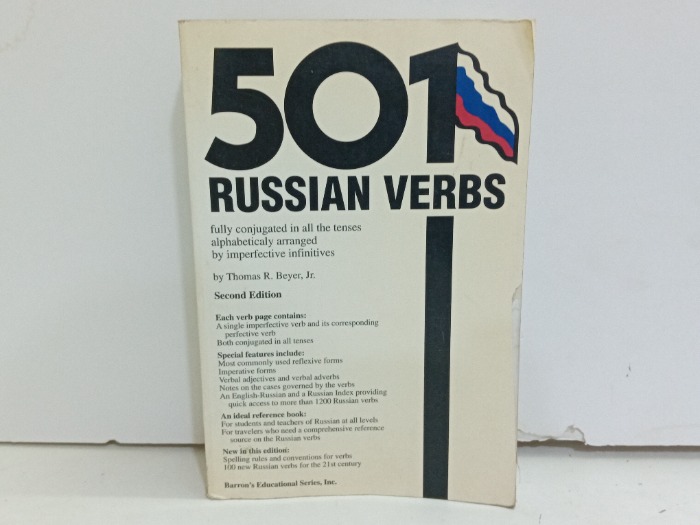 501
RUSSIAN VERBS
fully conjugated in all the tenses
alphabeticaly arranged
by imperfective infinitives
by Thomas R. Beyer, Jr.
Second Edition
Each verb page contains:
A single imperfective verb and its corresponding
perfective verb
Both conjugated in all tenses
Special features include:
Most commonly used reflexive forms
Imperative forms
Verbal adjectives and verbal adverbs
Notes on the cases governed by the verbs
An English-Russian and a Russian Index providing
quick access to more than 1200 Russian verbs
An ideal reference book:
For students and teachers of Russian at all levels
For travelers who need a comprehensive reference
source on the Russian verbs
New in this edition:
Spelling rules and conventions for verbs
100 new Russian verbs for the 21st century
Barron's Educational Series, Inc.